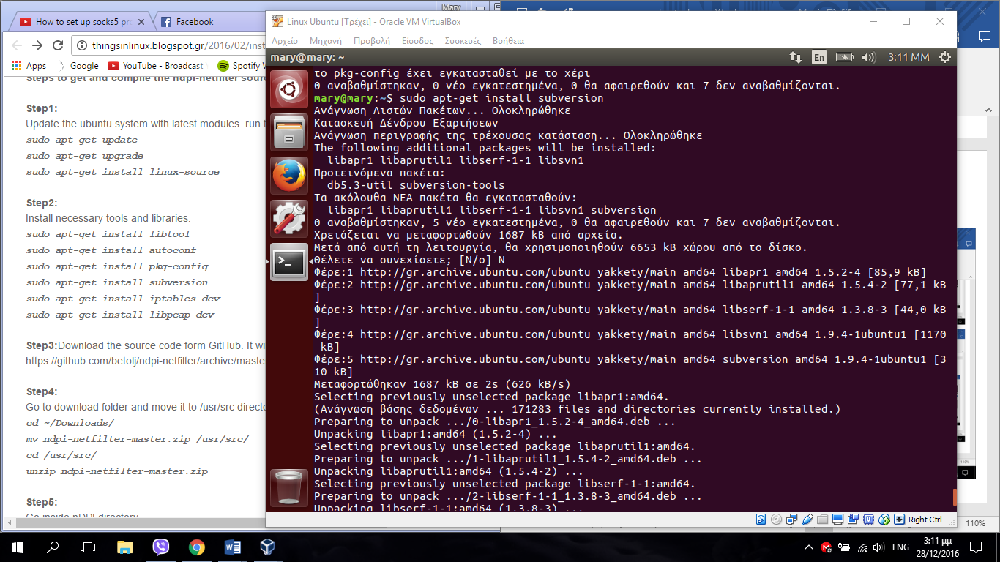 Mary
How to set up socks5 pr
Facebook
thingsinlinux.blogspot.gr/2016/02/inst
Apps
Google
YouTube - Broadcast
Spotify W
Steps to get and compile the ndpi-netfilter sour
Step1:
Update the ubuntu system with latest modules. run t
sudo apt-get update
sudo apt-get upgrade
sudo apt-get install linux-source
Step2:
Install necessary tools and libraries.
sudo apt-get install libtool
sudo apt-get install autoconf
sudo apt-get install pkg-config
sudo apt-get install subversion
sudo apt-get install iptables-dev
sudo apt-get install libpcap-dev
Step3:Download the source code form GitHub. It wi
https://github.com/betolj/ndpi-netfilter/archive/maste
Step4:
Go to download folder and move it to /usr/src directo
cd ~/Downloads/
mv ndpi-netfilter-master.zip /usr/src/
cd /usr/src/
unzip ndpi-netfilter-master.zip
Step5:
Go inside nDPI directory
Linux Ubuntu [Τρέχει] - Oracle VM VirtualBox
Αρχείο Μηχανή Προβολή Είσοδος Συσκευές Βοήθεια
mary@mary: ~
En
3:11 ΜΜ
το pkg-config έχει εγκατασταθεί με το χέρι
0 αναβαθμίστηκαν, 0 νέο εγκατεστημένα, 0 θα αφαιρεθούν και 7 δεν αναβαθμίζονται.
mary@mary:~$ sudo apt-get install subversion
Ανάγνωση Λιστών Πακέτων... Ολοκληρώθηκε
Κατασκευή Δένδρου Εξαρτήσεων
Ανάγνωση περιγραφής της τρέχουσας κατάσταση... Ολοκληρώθηκε
The following additional packages will be installed:
libapr1 libaprutil1 libserf-1-1 libsvn1
Προτεινόμενα πακέτα:
db5.3-util subversion-tools
Τα ακόλουθα ΝΕΑ πακέτα θα εγκατασταθούν:
libapr1 libaprutil1 libserf-1-1 libsvn1 subversion
0 αναβαθμίστηκαν, 5 νέο εγκατεστημένα, 0 θα αφαιρεθούν και 7 δεν αναβαθμίζονται.
Χρειάζεται να μεταφορτωθούν 1687 kB από αρχεία.
Μετά από αυτή τη λειτουργία, θα χρησιμοποιηθούν 6653 kB χώρου από το δίσκο.
Θέλετε να συνεχίσετε; [Ν/ο] N
Φέρε:1 http://gr.archive.ubuntu.com/ubuntu yakkety/main amd64 libapr1 amd64 1.5.2-4 [85,9 kB]
Φέρε:2 http://gr.archive.ubuntu.com/ubuntu yakkety/main amd64 libaprutil1 amd64 1.5.4-2 [77,1 kB
]
Φέρε:3 http://gr.archive.ubuntu.com/ubuntu yakkety/main amd64 libserf-1-1 amd64 1.3.8-3 [44,0 kB
]
Φέρε:4 http://gr.archive.ubuntu.com/ubuntu yakkety/main amd64 libsvn1 amd64 1.9.4-1ubuntu1 [1170
kB]
Φέρε:5 http://gr.archive.ubuntu.com/ubuntu yakkety/main amd64 subversion amd64 1.9.4-1ubuntu1 [3
10 kB]
Μεταφορτώθηκαν 1687 kB σε 2s (626 kB/s)
Selecting previously unselected package libapr1:amd64.
(Ανάγνωση βάσης δεδομένων ... 171283 files and directories currently installed.)
Preparing to unpack .../0-libapr1_1.5.2-4_amd64.deb ...
Unpacking libapr1:amd64 (1.5.2-4) ...
Selecting previously unselected package libaprutil1:amd64.
Preparing to unpack .../1-libaprutil1_1.5.4-2_amd64.deb ...
Unpacking libaprutil1:amd64 (1.5.4-2) ...
Selecting previously unselected package libserf-1-1:amd64.
Preparing to unpack .../2-libserf-1-1_1.3.8-3_amd64.deb ...
Unpacking libserf-1-1:amd64 (1.3.8-3) ...
Right Ctrl
110%
ENG
3:11 μμ
28/12/2016